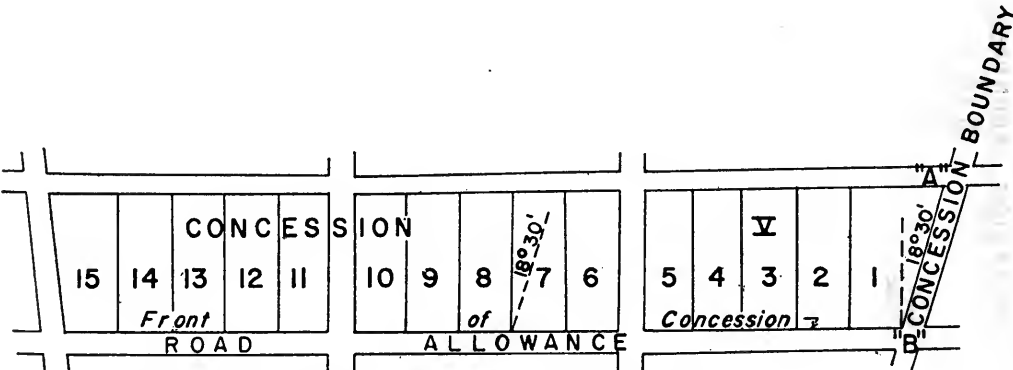 CONCESSION BOUNDARY
"A"
CONCESSION V
18°30'
18°30'
15 14 13 12 11 10 9 8 7 6 5 4 3 2 1
Front of Concession
ROAD ALLOWANCE
"B"